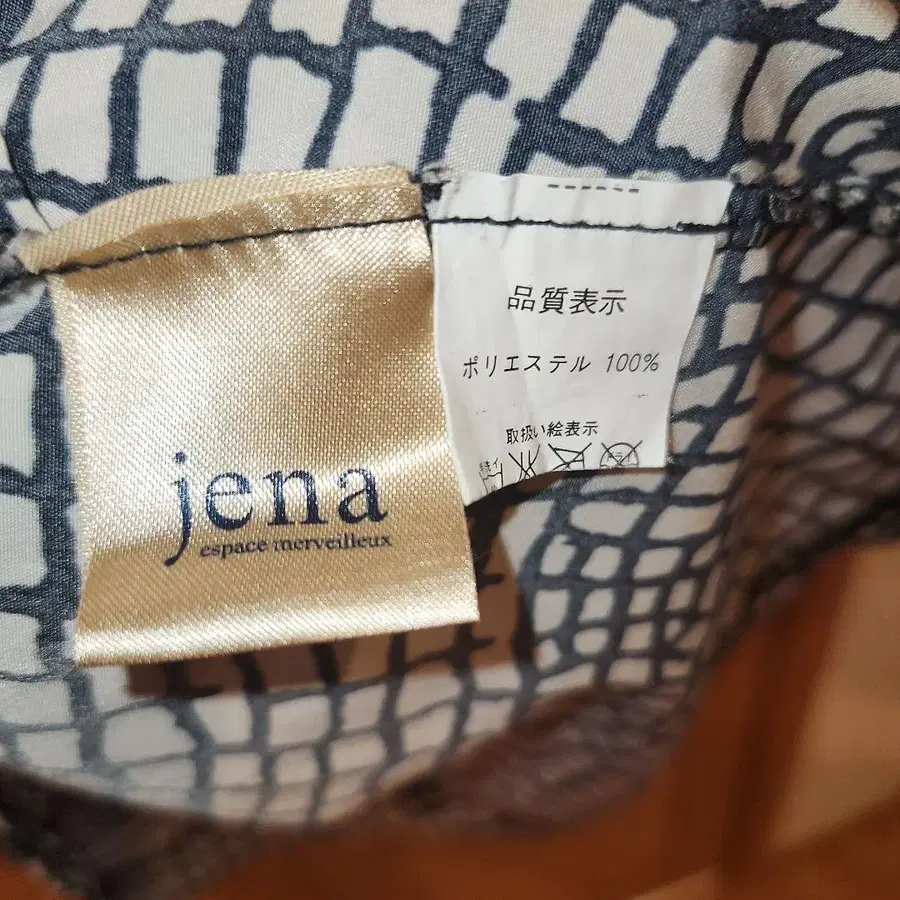 jena
espace merveilleux
品質表示
ポリエステル 100%
取扱い絵表示